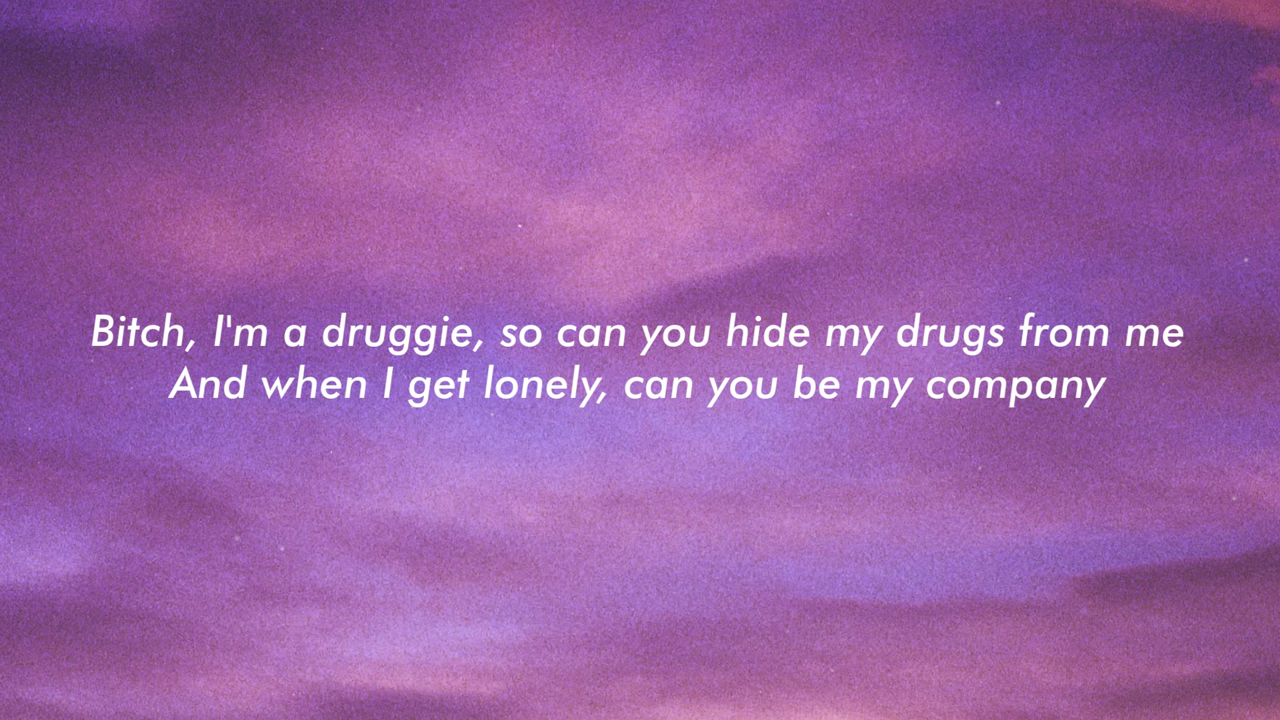 Bitch, I'm a druggie, so can you hide my drugs from me
And when I get lonely, can you be my company